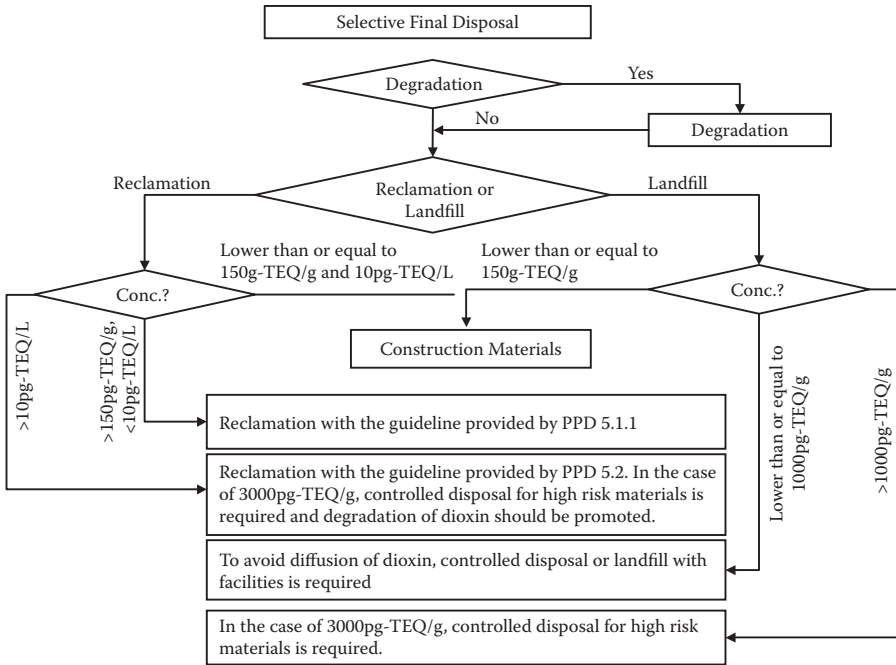 Selective Final Disposal
Degradation
Yes
No
Degradation
Reclamation
Reclamation or
Landfill
Landfill
Lower than or equal to
150g-TEQ/g and 10pg-TEQ/L
Lower than or equal to
150g-TEQ/g
Conc.?
Conc.?
Construction Materials
>10pg-TEQ/L
>150pg-TEQ/g,
<10pg-TEQ/L
Lower than or equal to
1000pg-TEQ/g
>1000pg-TEQ/g
Reclamation with the guideline provided by PPD 5.1.1
Reclamation with the guideline provided by PPD 5.2. In the case
of 3000pg-TEQ/g, controlled disposal for high risk materials is
required and degradation of dioxin should be promoted.
To avoid diffusion of dioxin, controlled disposal or landfill with
facilities is required
In the case of 3000pg-TEQ/g, controlled disposal for high risk
materials is required.